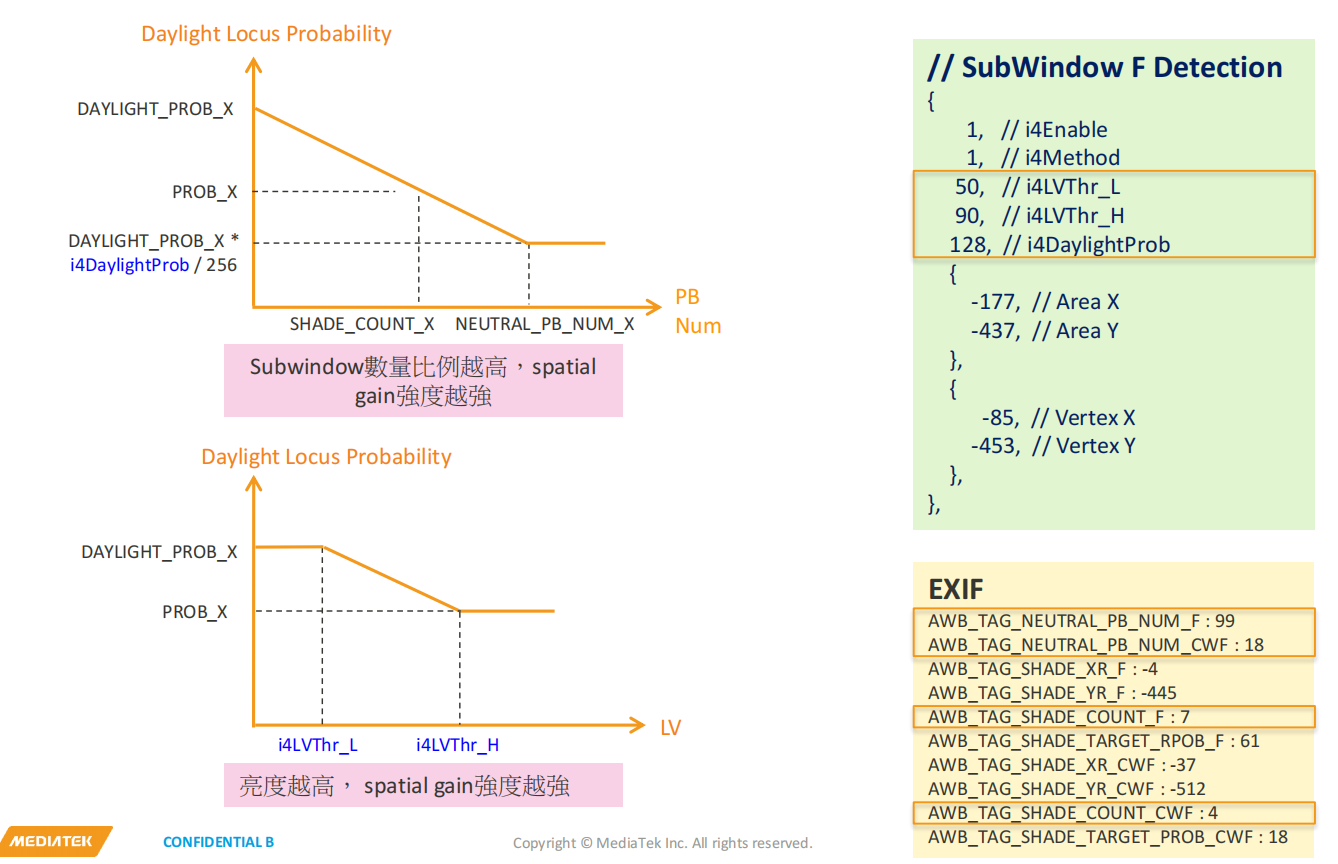 Daylight Locus Probability
DAYLIGHT_PROB_X
PROB_X
DAYLIGHT_PROB_X *
i4DaylightProb / 256
SHADE_COUNT_X
NEUTRAL_PB_NUM_X
PB
Num
Subwindow數量比例越高，spatial
gain強度越強
Daylight Locus Probability
DAYLIGHT_PROB_X
PROB_X
i4LVThr_L
i4LVThr_H
LV
亮度越高， spatial gain強度越強
// SubWindow F Detection
{
1, // i4Enable
1, // i4Method
50, // i4LVThr_L
90, // i4LVThr_H
128, // i4DaylightProb
{
-177, // Area X
-437, // Area Y
},
{
-85, // Vertex X
-453, // Vertex Y
},
},
EXIF
AWB_TAG_NEUTRAL_PB_NUM_F : 99
AWB_TAG_NEUTRAL_PB_NUM_CWF : 18
AWB_TAG_SHADE_XR_F : -4
AWB_TAG_SHADE_YR_F : -445
AWB_TAG_SHADE_COUNT_F : 7
AWB_TAG_SHADE_TARGET_RPOB_F : 61
AWB_TAG_SHADE_XR_CWF : -37
AWB_TAG_SHADE_YR_CWF : -512
AWB_TAG_SHADE_COUNT_CWF : 4
AWB_TAG_SHADE_TARGET_PROB_CWF : 18
MEDIATEK
CONFIDENTIAL B
Copyright © MediaTek Inc. All rights reserved.